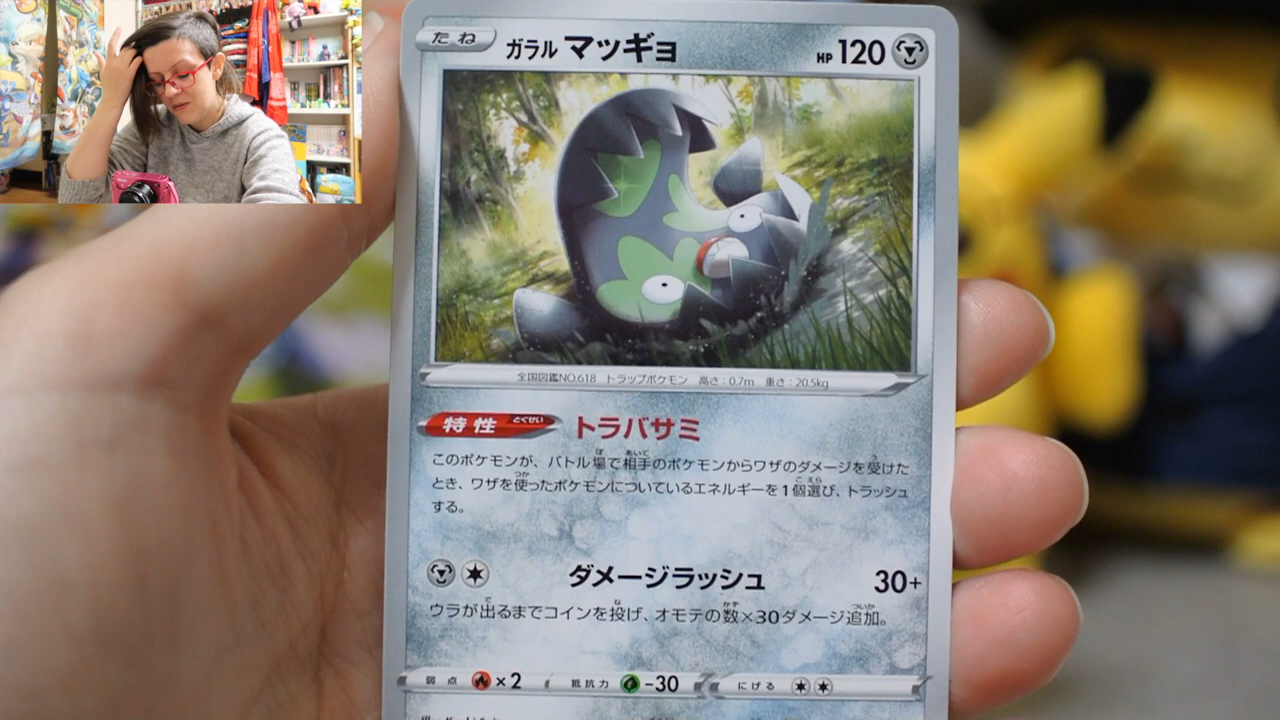 たね ガラル マッギョ HP 120
全国図鑑NO.618 トラップポケモン 高さ:0.7m 重さ:20.5kg
特性 とくせい トラバサミ
このポケモンが、バトル場で相手のポケモンからワザのダメージを受けた
とき、ワザを使ったポケモンについているエネルギーを1個選び、トラッシュ
する。
ダメージラッシュ 30+
ウラが出るまでコインを投げ、オモテの数×30ダメージ追加。
弱点 ×2 抵抗力 -30 にげる